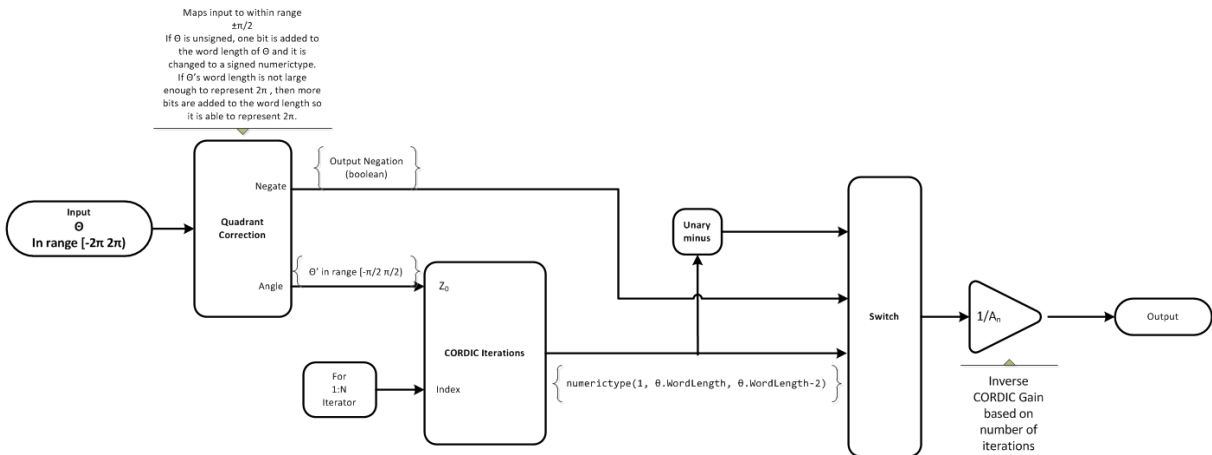 Maps input to within range
±π/2
If Θ is unsigned, one bit is added to
the word length of Θ and it is
changed to a signed numerictype.
If Θ's word length is not large
enough to represent 2π , then more
bits are added to the word length so
it is able to represent 2π.
Input
Θ
In range [-2π 2π)
Quadrant
Correction
Negate
Angle
Output Negation
(boolean)
Θ' in range [-π/2 π/2)
Z₀
CORDIC Iterations
Index
For
1:N
Iterator
Unary
minus
numerictype(1, θ.WordLength, θ.WordLength-2)
Switch
1/Aₙ
Output
Inverse
CORDIC Gain
based on
number of
iterations